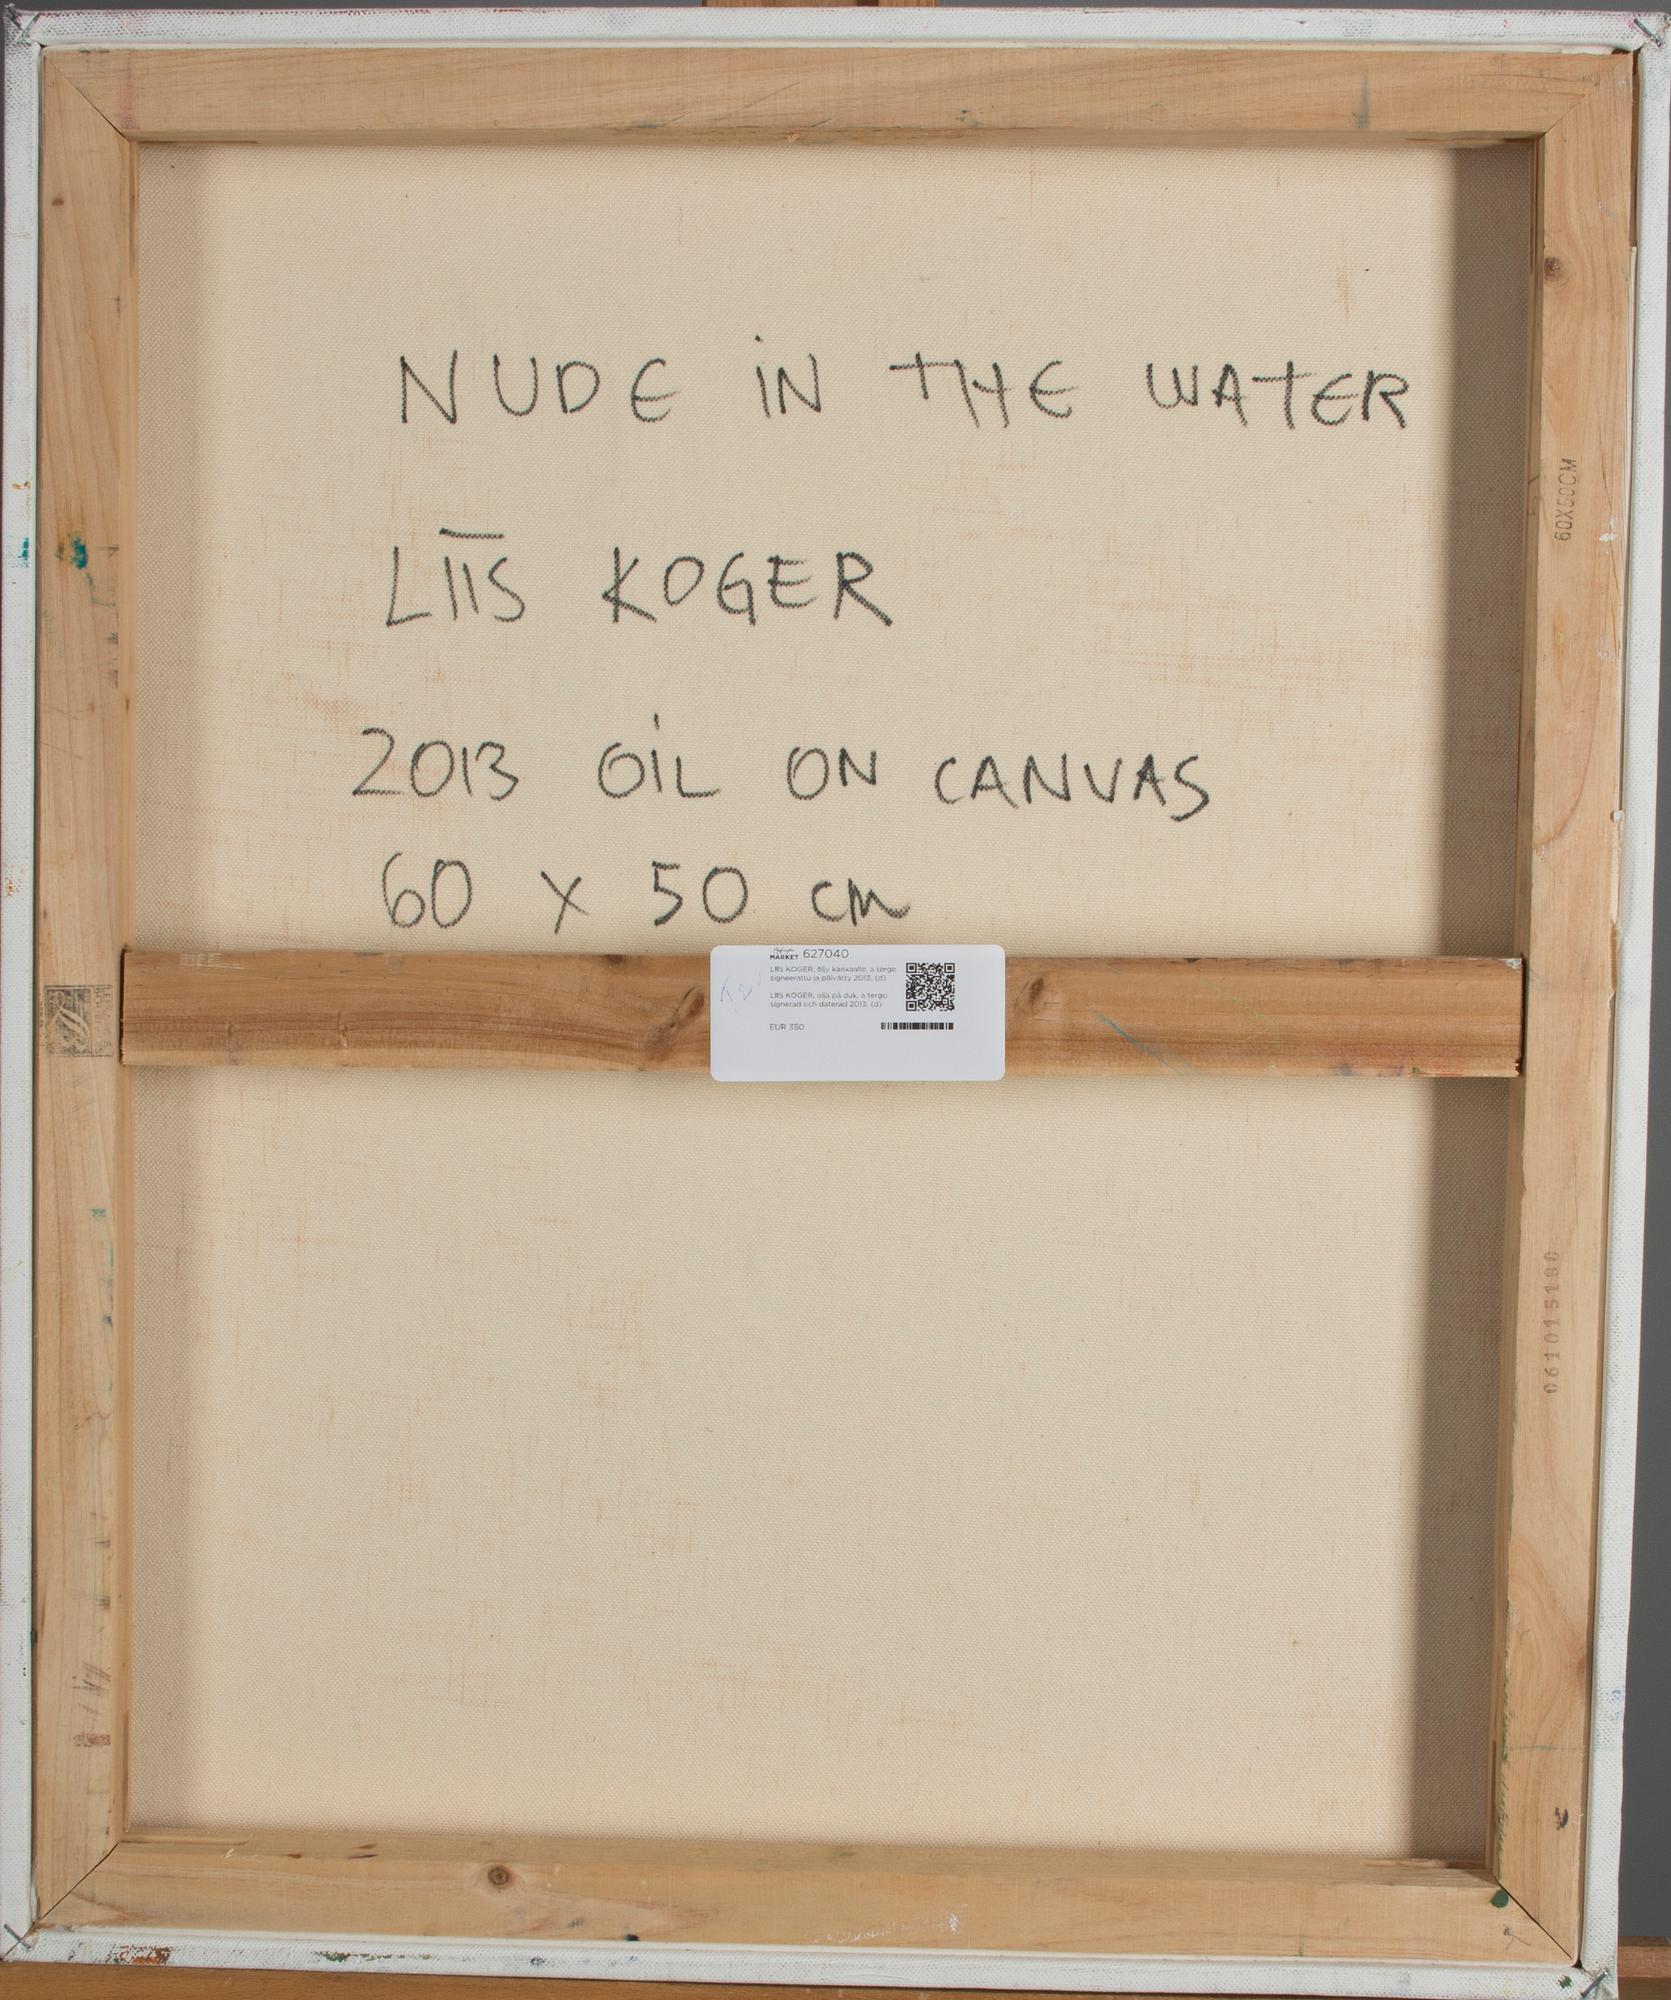 NUDE iN THE WATER
LIIS KOGER
2013 OiL ON CANVAS
60 x 50 cm
60X50CM
MARKET 627040
LIIS KOGER, öljy kankaalle, a tergo
signeerattu ja päivätty 2013. (d)
LIIS KOGER, olja på duk, a tergo
signerad och daterad 2013. (d)
EUR 350
061015180